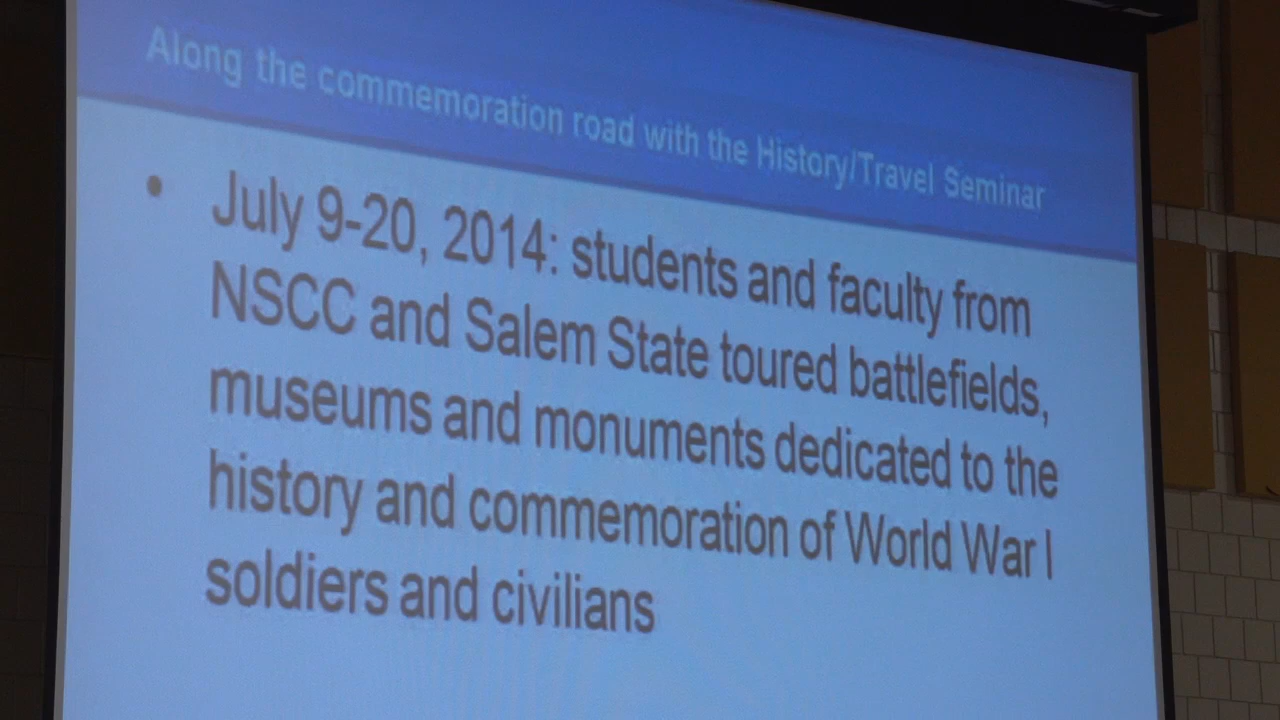 Along the commemoration road with the History/Travel Seminar
• July 9-20, 2014: students and faculty from
NSCC and Salem State toured battlefields,
museums and monuments dedicated to the
history and commemoration of World War I
soldiers and civilians